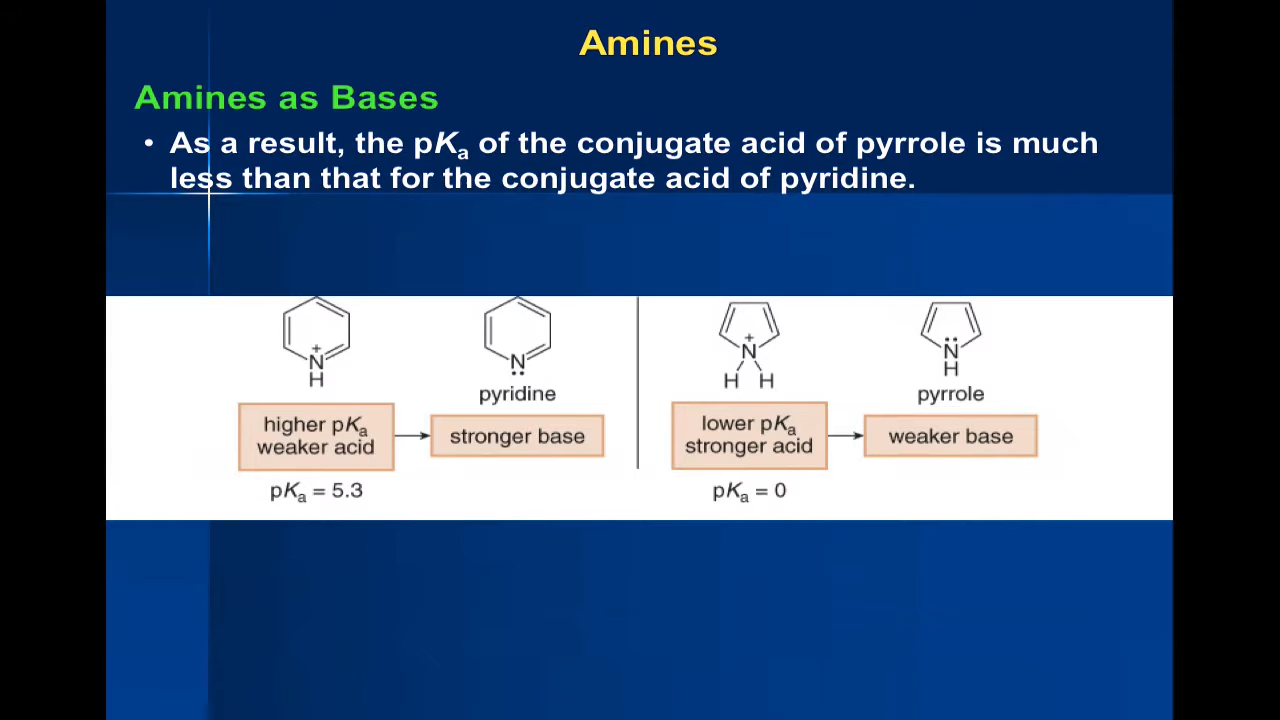 Amines
Amines as Bases
• As a result, the pKa of the conjugate acid of pyrrole is much
less than that for the conjugate acid of pyridine.
+
N
H
N
pyridine
higher pKa
weaker acid
stronger base
pKa = 5.3
+
N
H H
N
H
pyrrole
lower pKa
stronger acid
weaker base
pKa = 0